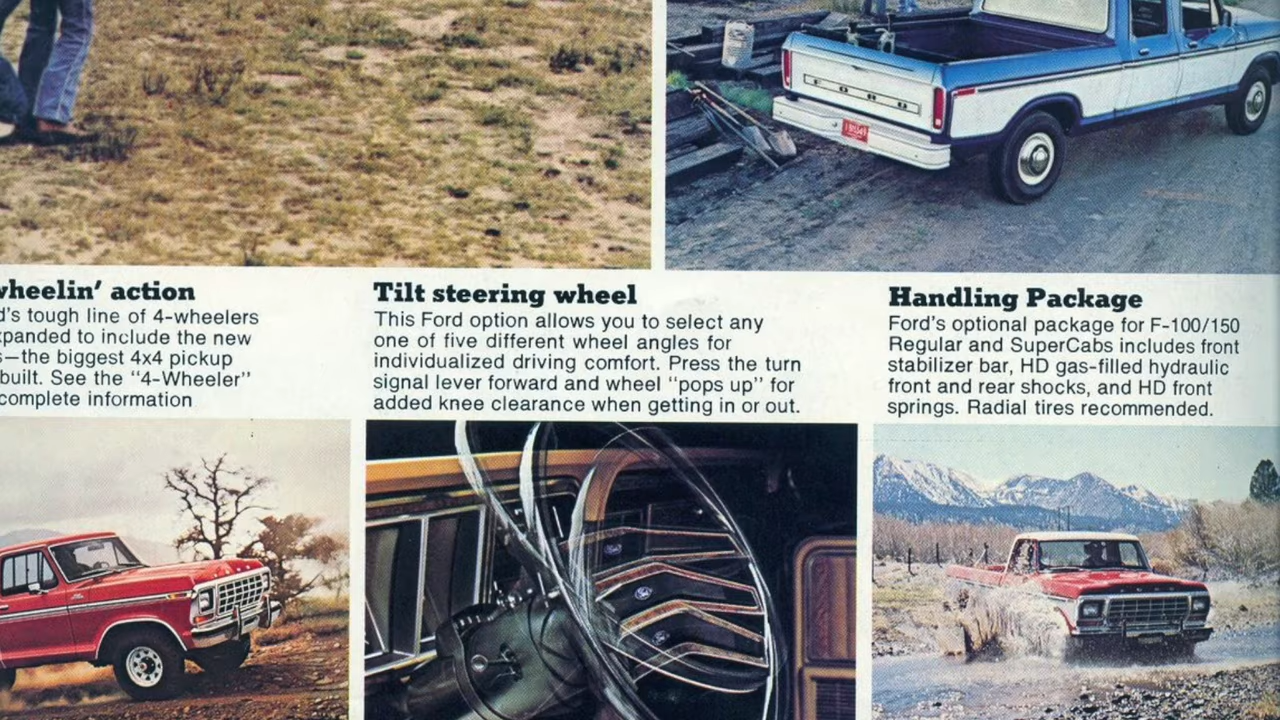 FORD
wheelin' action
d's tough line of 4-wheelers
xpanded to include the new
s—the biggest 4x4 pickup
built. See the "4-Wheeler"
complete information
Tilt steering wheel
This Ford option allows you to select any
one of five different wheel angles for
individualized driving comfort. Press the turn
signal lever forward and wheel "pops up" for
added knee clearance when getting in or out.
Handling Package
Ford's optional package for F-100/150
Regular and SuperCabs includes front
stabilizer bar, HD gas-filled hydraulic
front and rear shocks, and HD front
springs. Radial tires recommended.